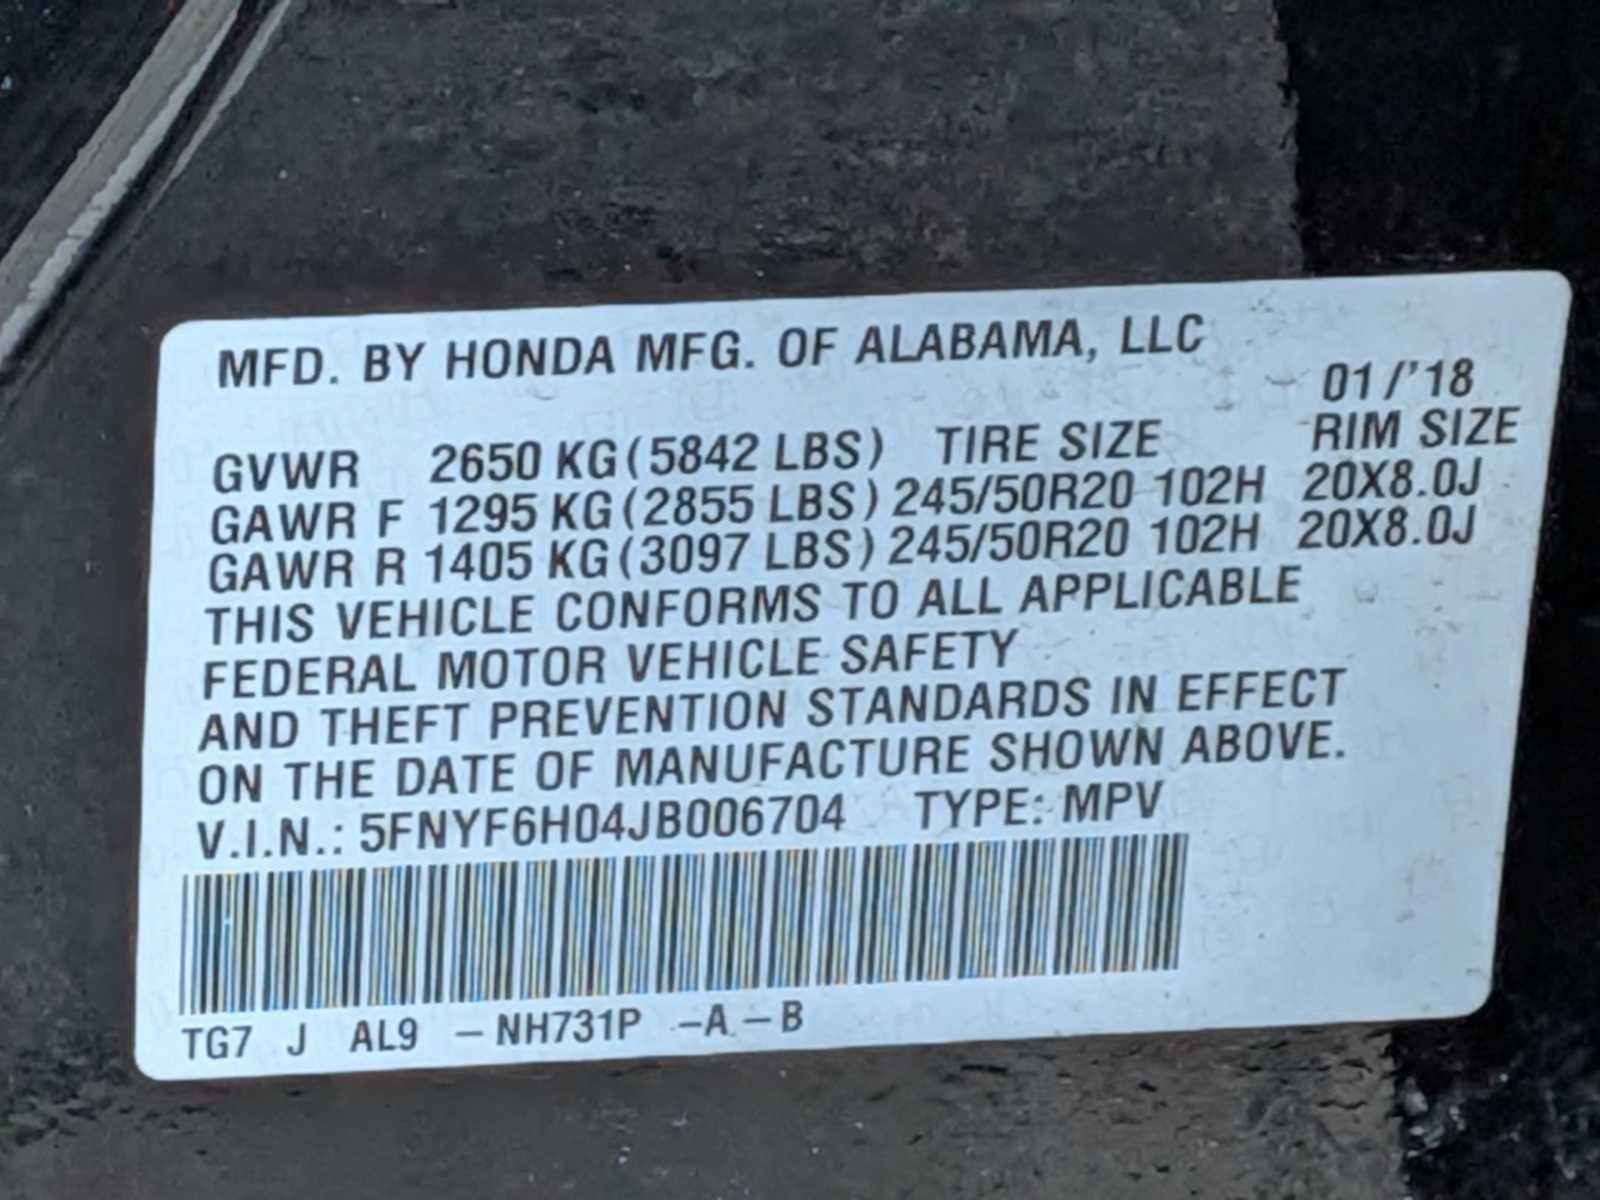 MFD. BY HONDA MFG. OF ALABAMA, LLC
01/'18
GVWR 2650 KG (5842 LBS) TIRE SIZE RIM SIZE
GAWR F 1295 KG (2855 LBS) 245/50R20 102H 20X8.0J
GAWR R 1405 KG (3097 LBS) 245/50R20 102H 20X8.0J
THIS VEHICLE CONFORMS TO ALL APPLICABLE
FEDERAL MOTOR VEHICLE SAFETY
AND THEFT PREVENTION STANDARDS IN EFFECT
ON THE DATE OF MANUFACTURE SHOWN ABOVE.
V.I.N.: 5FNYF6H04JB006704 TYPE: MPV
TG7 J AL9 -NH731P -A -B